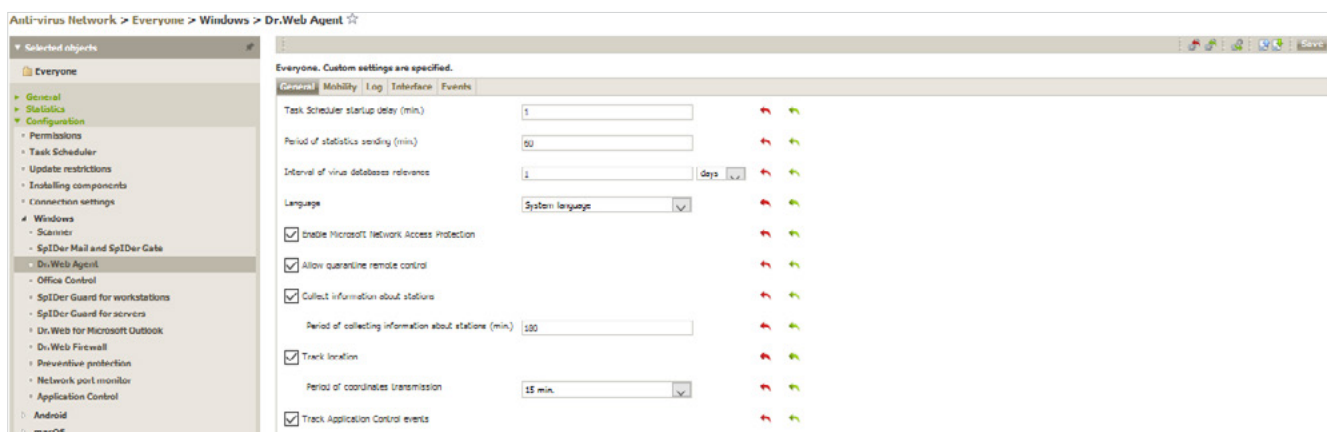 Anti-virus Network > Everyone > Windows > Dr.Web Agent
Selected objects
Everyone
General
Statistics
Configuration
Permissions
Task Scheduler
Update restrictions
Installing components
Connection settings
Windows
Scanner
SpIDer Mail and SpIDer Gate
Dr.Web Agent
Office Control
SpIDer Guard for workstations
SpIDer Guard for servers
Dr.Web for Microsoft Outlook
Dr.Web Firewall
Preventive protection
Network port monitor
Application Control
Android
macOS
Save
Everyone. Custom settings are specified.
General Mobility Log Interface Events
Task Scheduler startup delay (min.) 1
Period of statistics sending (min.) 60
Interval of virus databases relevance 1 days
Language System language
Enable Microsoft Network Access Protection
Allow quarantine remote control
Collect information about stations
Period of collecting information about stations (min.) 180
Track location
Period of coordinates transmission 15 min.
Track Application Control events